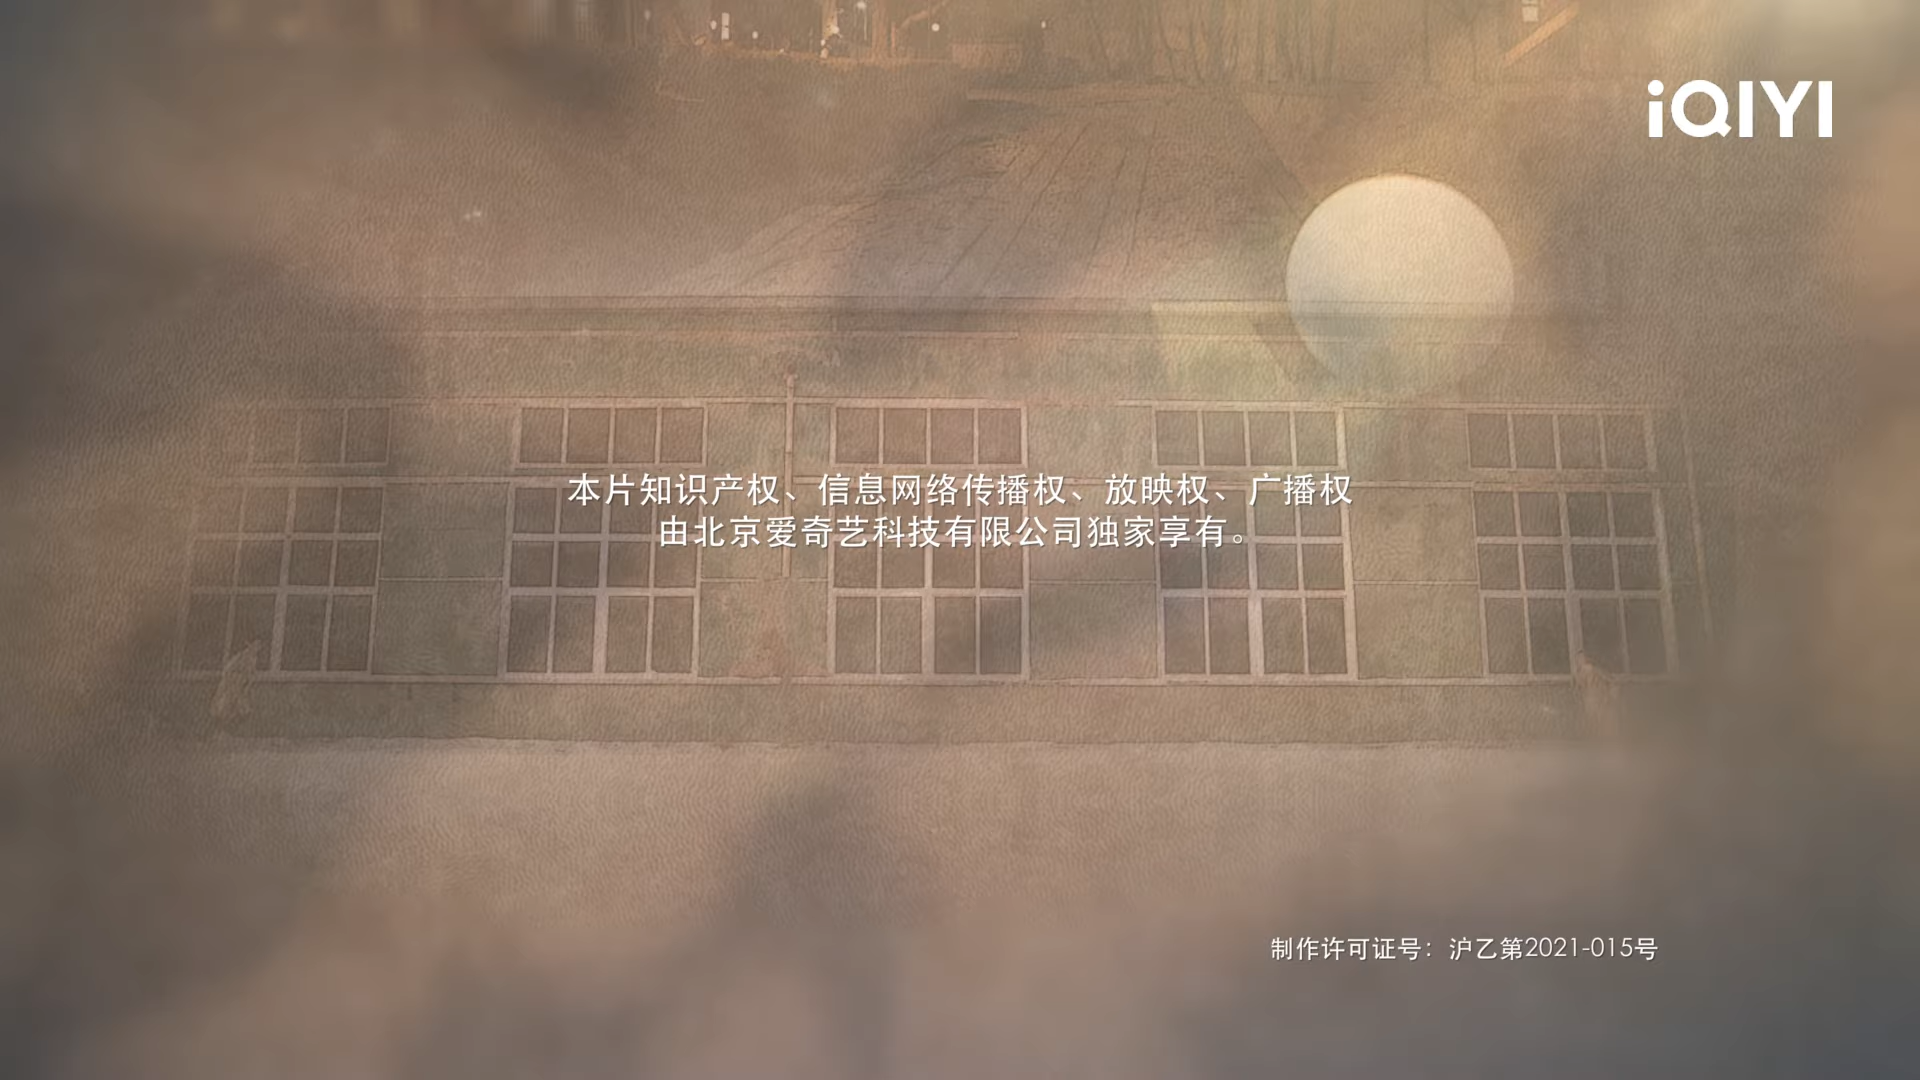 iQIYI
本片知识产权、信息网络传播权、放映权、广播权
由北京爱奇艺科技有限公司独家享有。
制作许可证号：沪乙第2021-015号